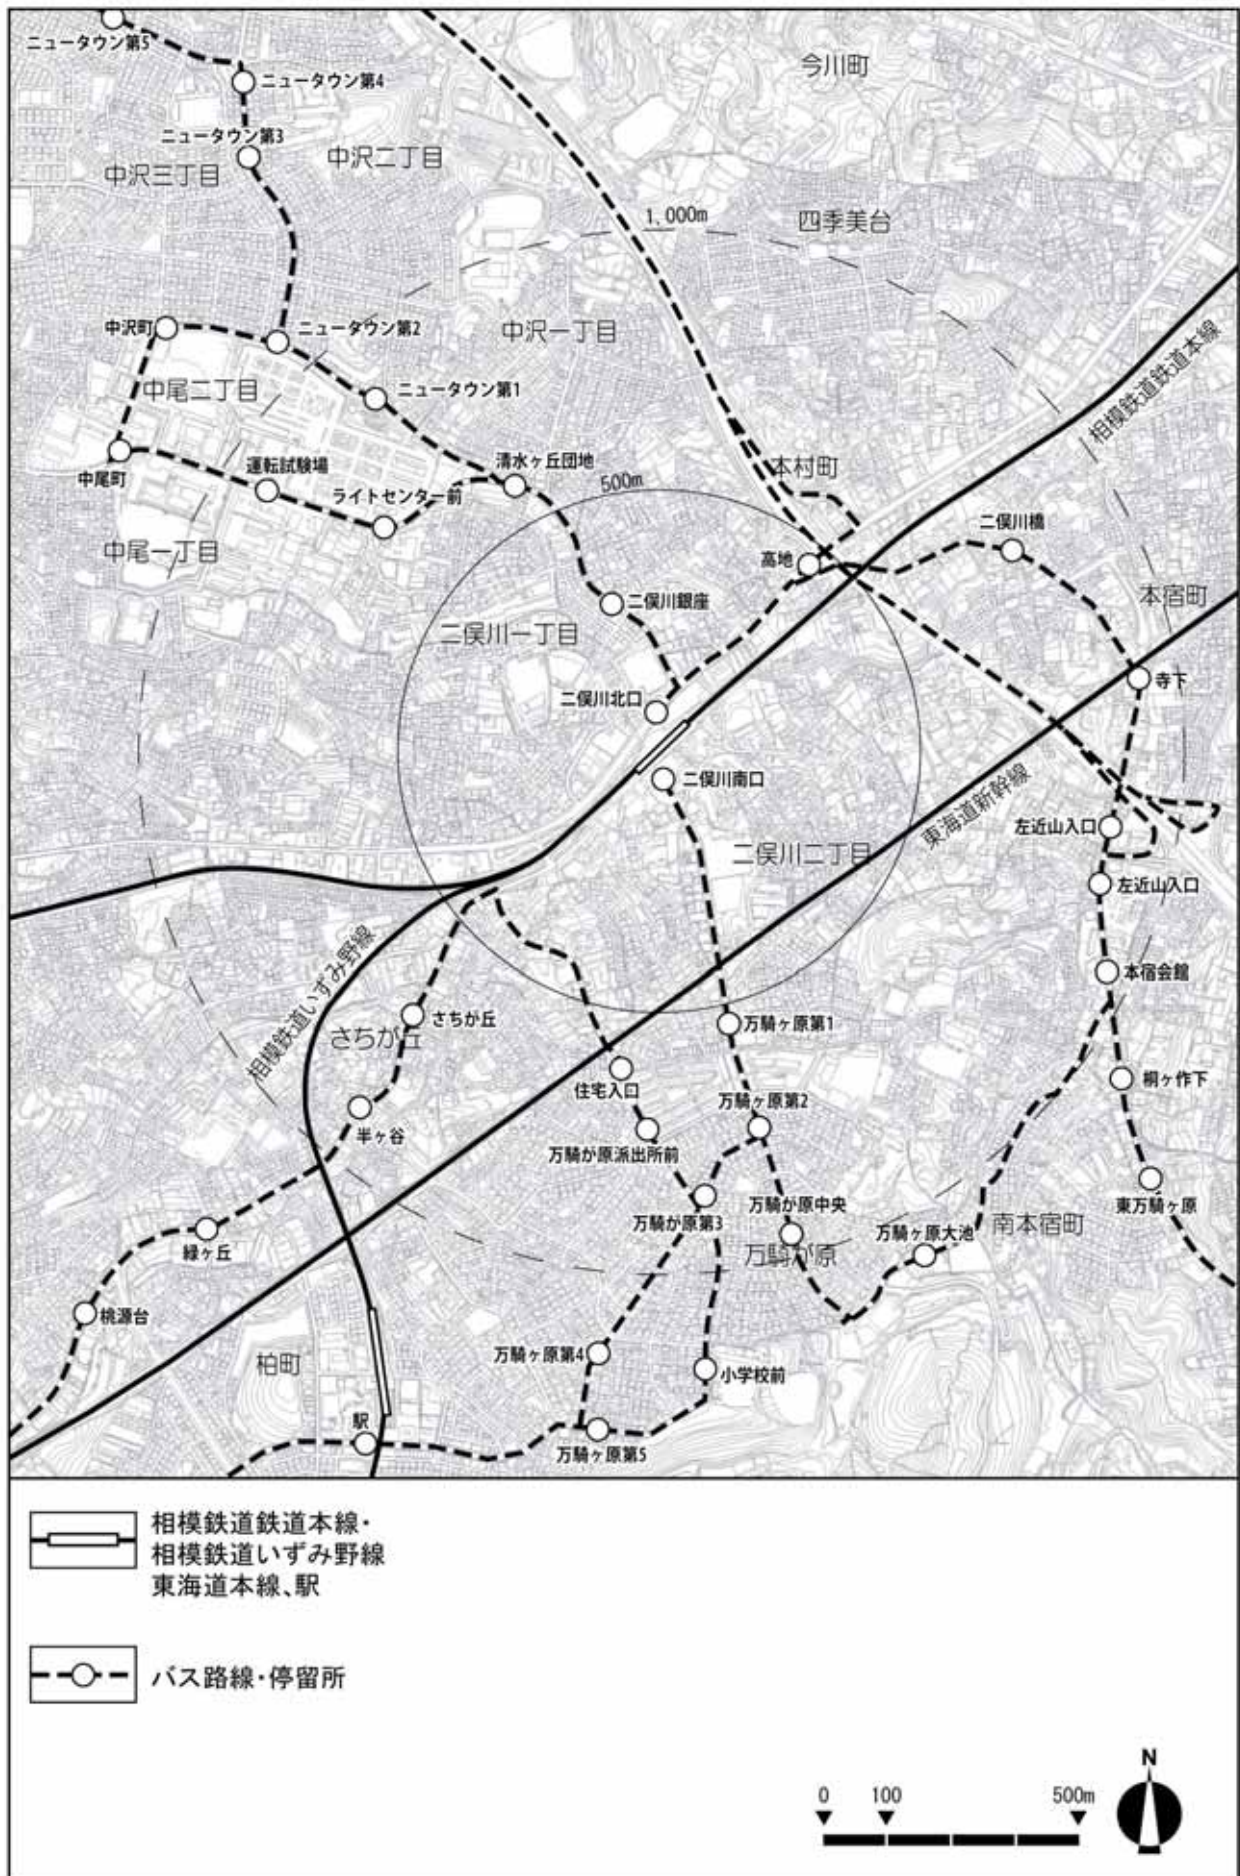 ニュータウン第5
今川町
ニュータウン第4
ニュータウン第3
中沢二丁目
中沢三丁目
1,000m
四季美台
中沢町
ニュータウン第2
中沢一丁目
相模鉄道鉄道本線
中尾二丁目
ニュータウン第1
清水ヶ丘団地
本村町
中尾町
運転試験場
500m
ライトセンター前
二俣川橋
中尾一丁目
高地
本宿町
二俣川銀座
二俣川一丁目
寺下
二俣川北口
二俣川南口
東海道新幹線
左近山入口
二俣川二丁目
左近山入口
相模鉄道いずみ野線
本宿会館
さちが丘
さちが丘
万騎ヶ原第1
住宅入口
桐ヶ作下
万騎ヶ原第2
半ヶ谷
万騎が原派出所前
万騎が原中央
東万騎ヶ原
万騎が原第3
南本宿町
万騎ヶ原大池
緑ヶ丘
万騎が原
桃源台
万騎ヶ原第4
柏町
小学校前
駅
万騎ヶ原第5
相模鉄道鉄道本線・
相模鉄道いずみ野線
東海道本線、駅
バス路線・停留所
N
0 100 500m